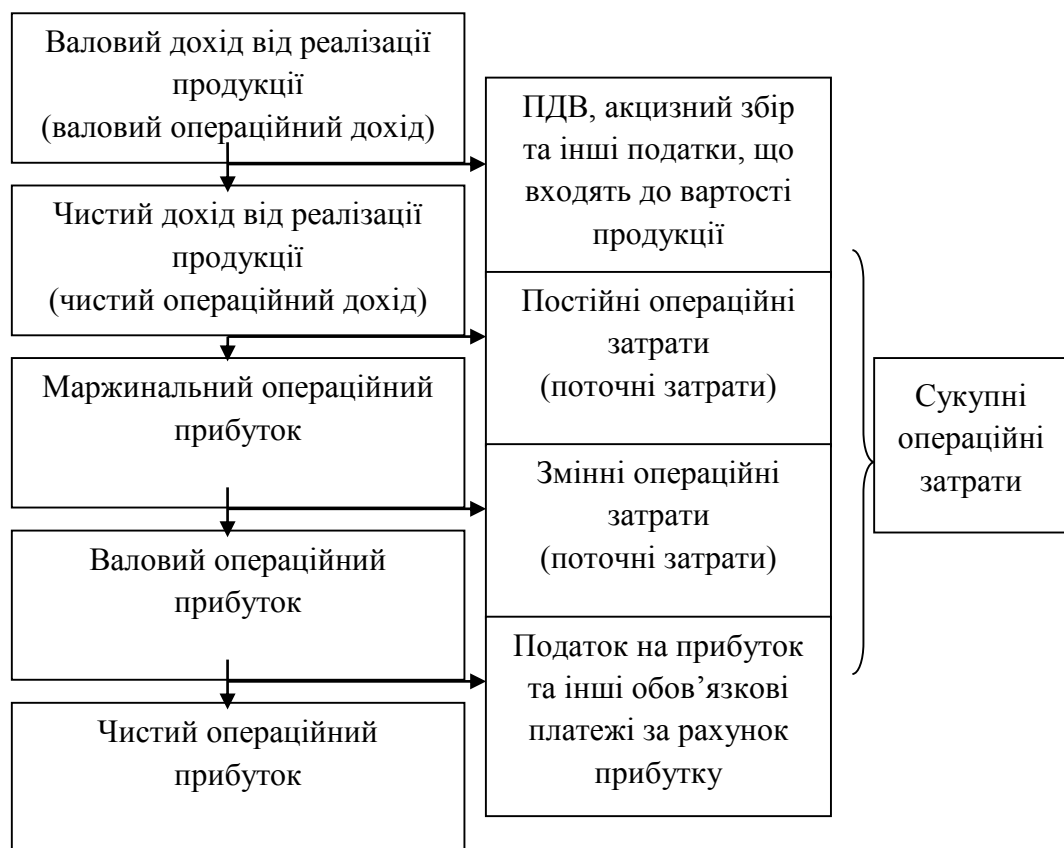 Валовий дохід від реалізації
продукції
(валовий операційний дохід)
ПДВ, акцизний збір
та інші податки, що
входять до вартості
продукції
Чистий дохід від реалізації
продукції
(чистий операційний дохід)
Постійні операційні
затрати
(поточні затрати)
Маржинальний операційний
прибуток
Змінні операційні
затрати
(поточні затрати)
Валовий операційний
прибуток
Податок на прибуток
та інші обов’язкові
платежі за рахунок
прибутку
Чистий операційний
прибуток
Сукупні
операційні
затрати